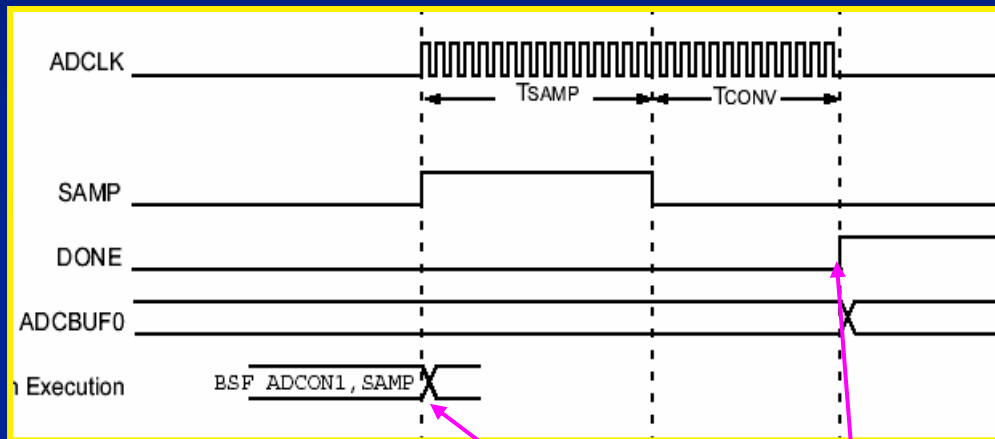 ADCLK
TSAMP
TCONV
SAMP
DONE
ADCBUF0
n Execution
BSF ADCON1,SAMP